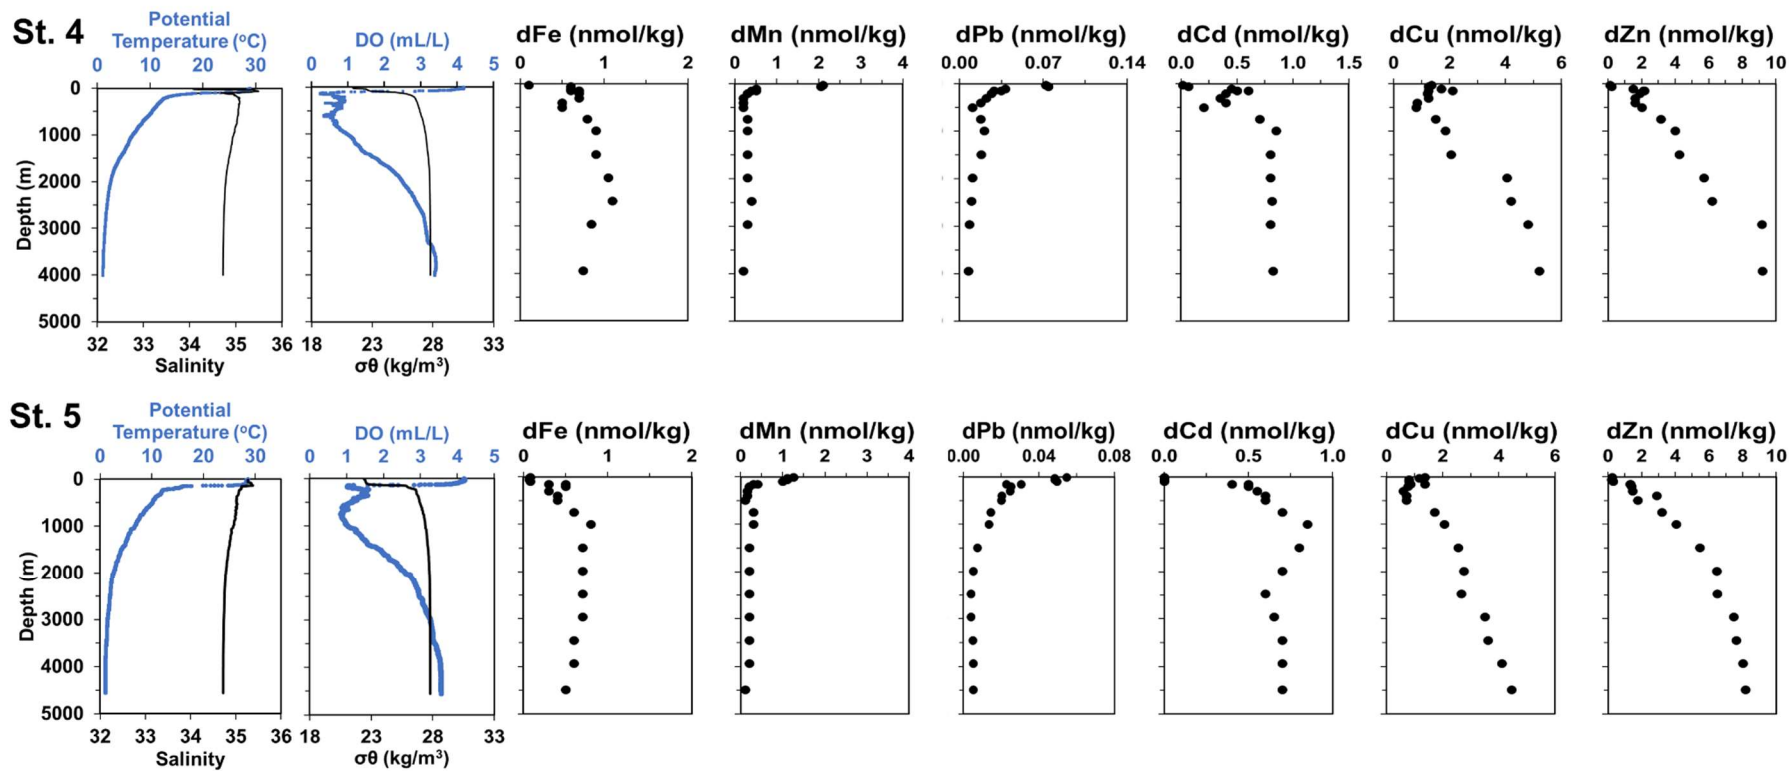 St. 4
Potential
Temperature (°C)
0 10 20 30
DO (mL/L)
0 1 2 3 4 5
dFe (nmol/kg)
0 1 2
dMn (nmol/kg)
0 1 2 3 4
dPb (nmol/kg)
0.00 0.07 0.14
dCd (nmol/kg)
0.0 0.5 1.0 1.5
dCu (nmol/kg)
0 2 4 6
dZn (nmol/kg)
0 2 4 6 8 10
Depth (m)
0
1000
2000
3000
4000
5000
32 33 34 35 36
Salinity
18 23 28 33
σθ (kg/m³)
St. 5
Potential
Temperature (°C)
0 10 20 30
DO (mL/L)
0 1 2 3 4 5
dFe (nmol/kg)
0 1 2
dMn (nmol/kg)
0 1 2 3 4
dPb (nmol/kg)
0.00 0.04 0.08
dCd (nmol/kg)
0.0 0.5 1.0
dCu (nmol/kg)
0 2 4 6
dZn (nmol/kg)
0 2 4 6 8 10
Depth (m)
0
1000
2000
3000
4000
5000
32 33 34 35 36
Salinity
18 23 28 33
σθ (kg/m³)